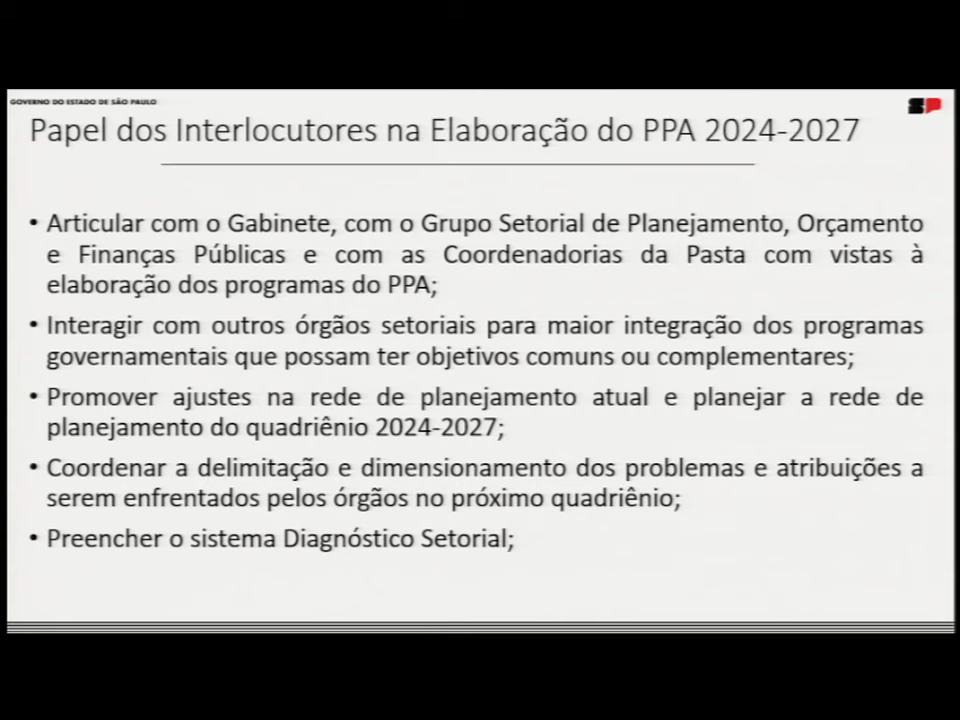 GOVERNO DO ESTADO DE SÃO PAULO
SP
Papel dos Interlocutores na Elaboração do PPA 2024-2027
• Articular com o Gabinete, com o Grupo Setorial de Planejamento, Orçamento
e Finanças Públicas e com as Coordenadorias da Pasta com vistas à
elaboração dos programas do PPA;
• Interagir com outros órgãos setoriais para maior integração dos programas
governamentais que possam ter objetivos comuns ou complementares;
• Promover ajustes na rede de planejamento atual e planejar a rede de
planejamento do quadriênio 2024-2027;
• Coordenar a delimitação e dimensionamento dos problemas e atribuições a
serem enfrentados pelos órgãos no próximo quadriênio;
• Preencher o sistema Diagnóstico Setorial;